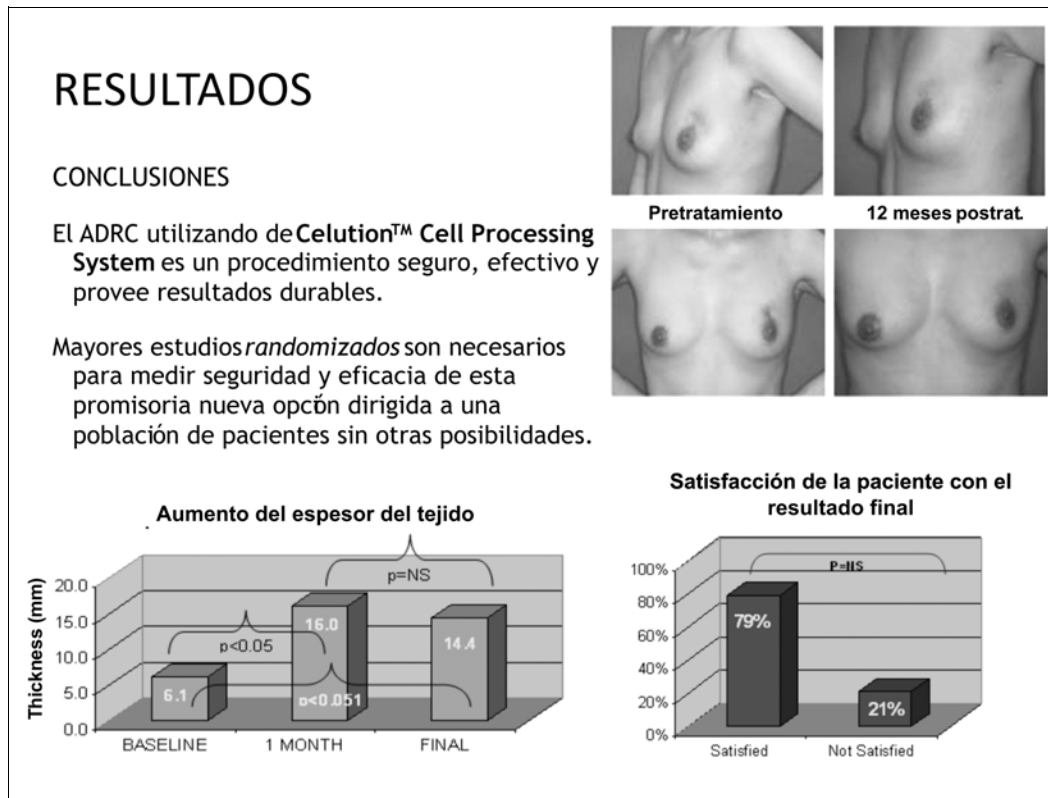 RESULTADOS
CONCLUSIONES
El ADRC utilizando de Celution™ Cell Processing
System es un procedimiento seguro, efectivo y
provee resultados durables.
Mayores estudios randomizados son necesarios
para medir seguridad y eficacia de esta
promisoria nueva opción dirigida a una
población de pacientes sin otras posibilidades.
Pretratamiento
12 meses postrat.
Aumento del espesor del tejido
Thickness (mm)
20.0
15.0
10.0
5.0
0.0
p=NS
p<0.05
p<0.051
6.1
16.0
14.4
BASELINE
1 MONTH
FINAL
Satisfacción de la paciente con el
resultado final
100%
80%
60%
40%
20%
0%
P=NS
79%
21%
Satisfied
Not Satisfied